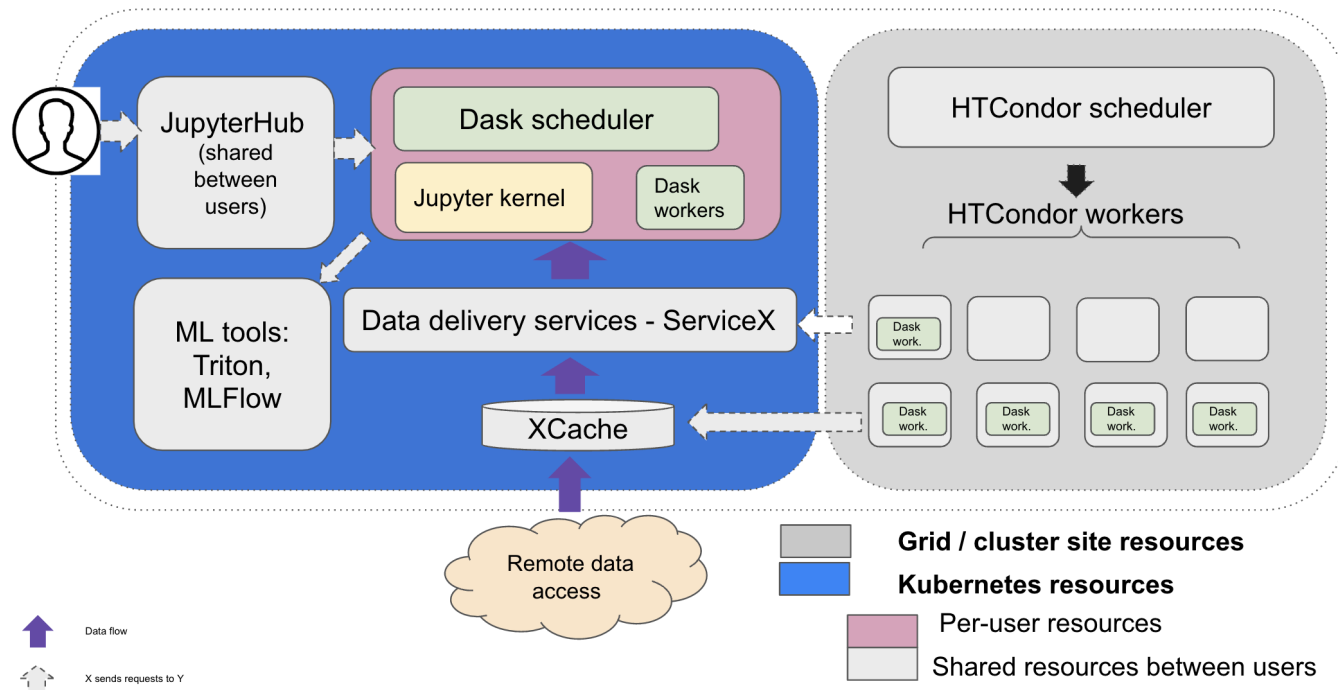 JupyterHub
(shared
between
users)
Dask scheduler
Jupyter kernel
Dask
workers
HTCondor scheduler
HTCondor workers
ML tools:
Triton,
MLFlow
Data delivery services - ServiceX
XCache
Dask
work.
Dask
work.
Dask
work.
Dask
work.
Dask
work.
Remote data
access
Grid / cluster site resources
Kubernetes resources
Per-user resources
Shared resources between users
Data flow
X sends requests to Y